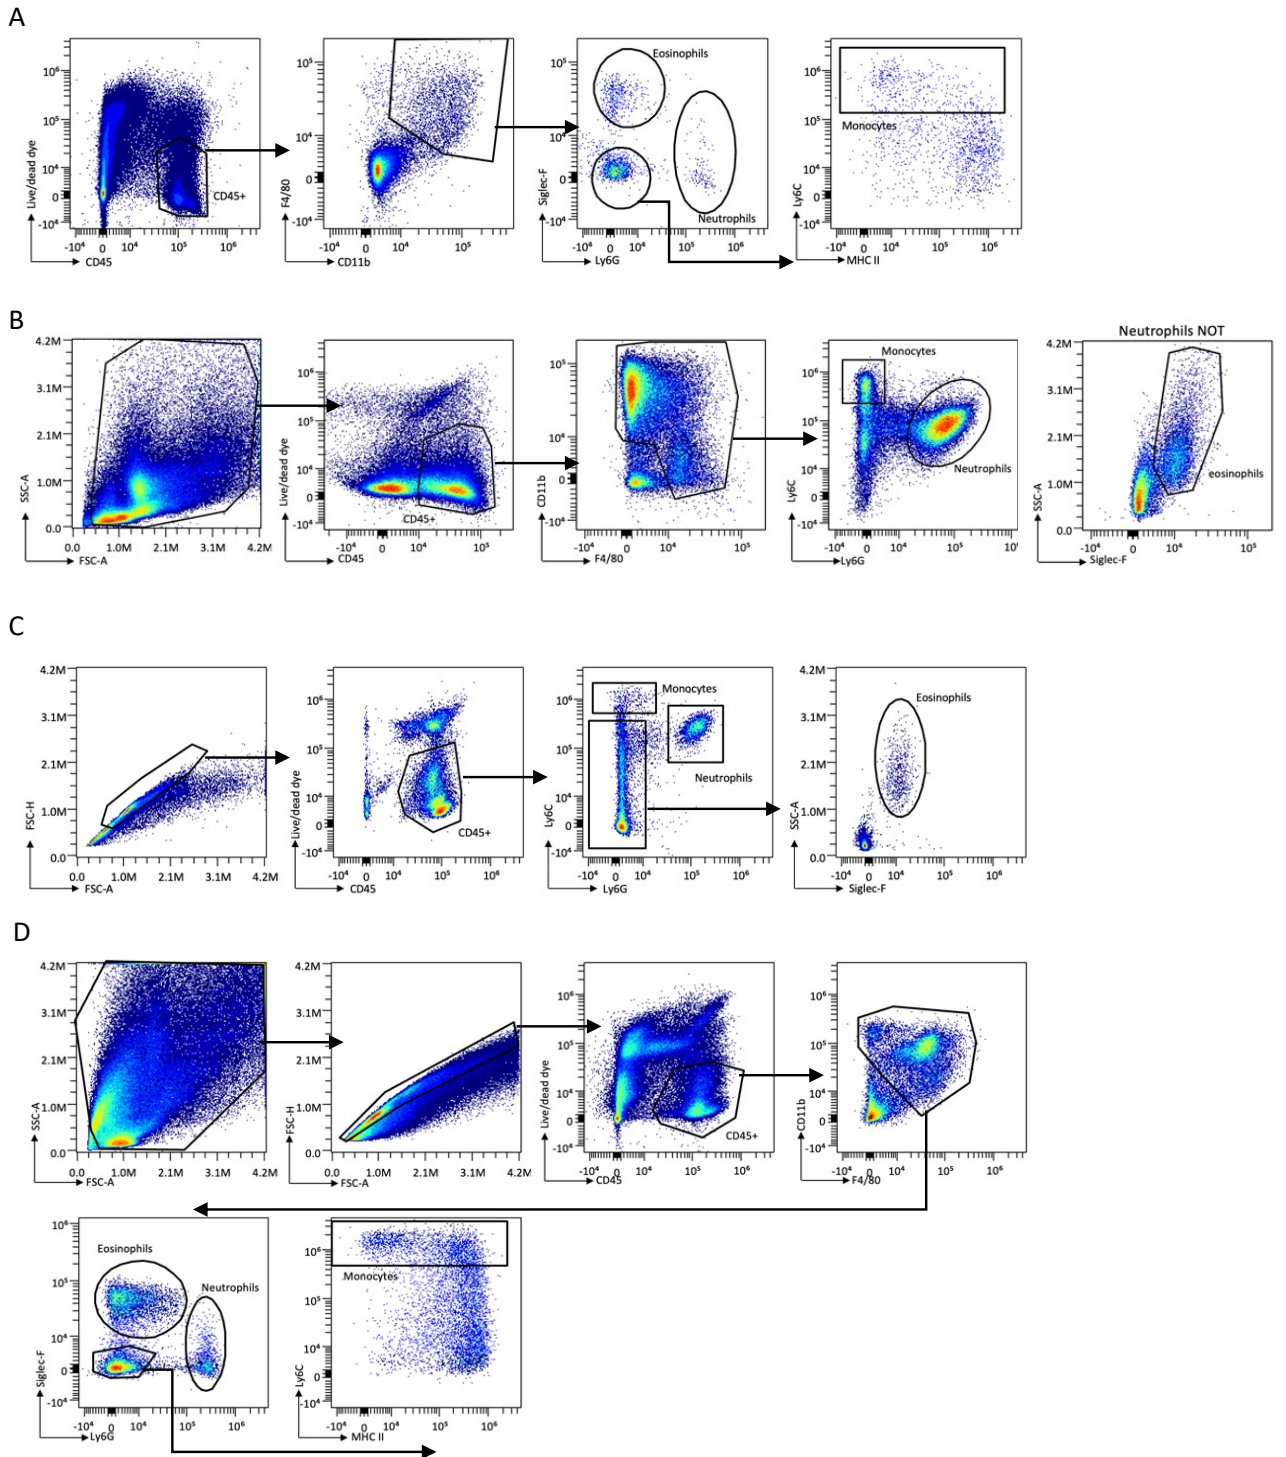 A
10⁶
10⁵
10⁴
0
-10⁴
Live/dead dye
CD45+
-10⁴ 0 10⁴ 10⁵ 10⁶
CD45
10⁵
10⁴
0
-10⁴
F4/80
-10⁴ 0 10⁴ 10⁵
CD11b
10⁵
10⁴
0
-10⁴
Siglec-F
Eosinophils
Neutrophils
-10⁴ 0 10⁴ 10⁵ 10⁶
Ly6G
10⁶
10⁵
10⁴
0
-10⁴
Ly6C
Monocytes
-10⁴ 0 10⁴ 10⁵ 10⁶
MHC II
B
4.2M
3.1M
2.1M
1.0M
0.0
SSC-A
0.0 1.0M 2.1M 3.1M 4.2M
FSC-A
10⁶
10⁵
10⁴
0
-10⁴
Live/dead dye
CD45+
-10⁴ 0 10⁴ 10⁵
CD45
10⁵
10⁴
0
-10⁴
CD11b
0 10⁴ 10⁵
F4/80
10⁶
10⁵
10⁴
0
-10⁴
Ly6C
Monocytes
Neutrophils
-10⁴ 0 10⁴ 10⁵ 10
Ly6G
Neutrophils NOT
4.2M
3.1M
2.1M
1.0M
0.0
SSC-A
eosinophils
-10⁴ 0 10⁴ 10⁵
Siglec-F
C
4.2M
3.1M
2.1M
1.0M
0.0
FSC-H
0.0 1.0M 2.1M 3.1M 4.2M
FSC-A
10⁶
10⁵
10⁴
0
-10⁴
Live/dead dye
CD45+
-10⁴ 0 10⁴ 10⁵ 10⁶
CD45
10⁶
10⁵
10⁴
0
-10⁴
Ly6C
Monocytes
Neutrophils
-10⁴ 0 10⁴ 10⁵ 10⁶
Ly6G
4.2M
3.1M
2.1M
1.0M
0.0
SSC-A
Eosinophils
-10⁴ 0 10⁴ 10⁵ 10⁶
Siglec-F
D
4.2M
3.1M
2.1M
1.0M
0.0
SSC-A
0.0 1.0M 2.1M 3.1M 4.2M
FSC-A
4.2M
3.1M
2.1M
1.0M
0.0
FSC-H
0.0 1.0M 2.1M 3.1M 4.2M
FSC-A
10⁶
10⁵
10⁴
0
-10⁴
Live/dead dye
CD45+
-10⁴ 0 10⁴ 10⁵ 10⁶
CD45
10⁶
10⁵
10⁴
0
-10⁴
CD11b
-10⁴ 0 10⁴ 10⁵ 10⁶
F4/80
10⁶
10⁵
10⁴
0
-10⁴
Siglec-F
Eosinophils
Neutrophils
-10⁴ 0 10⁴ 10⁵ 10⁶
Ly6G
10⁶
10⁵
10⁴
0
-10⁴
Ly6C
Monocytes
-10⁴ 0 10⁴ 10⁵ 10⁶
MHC II